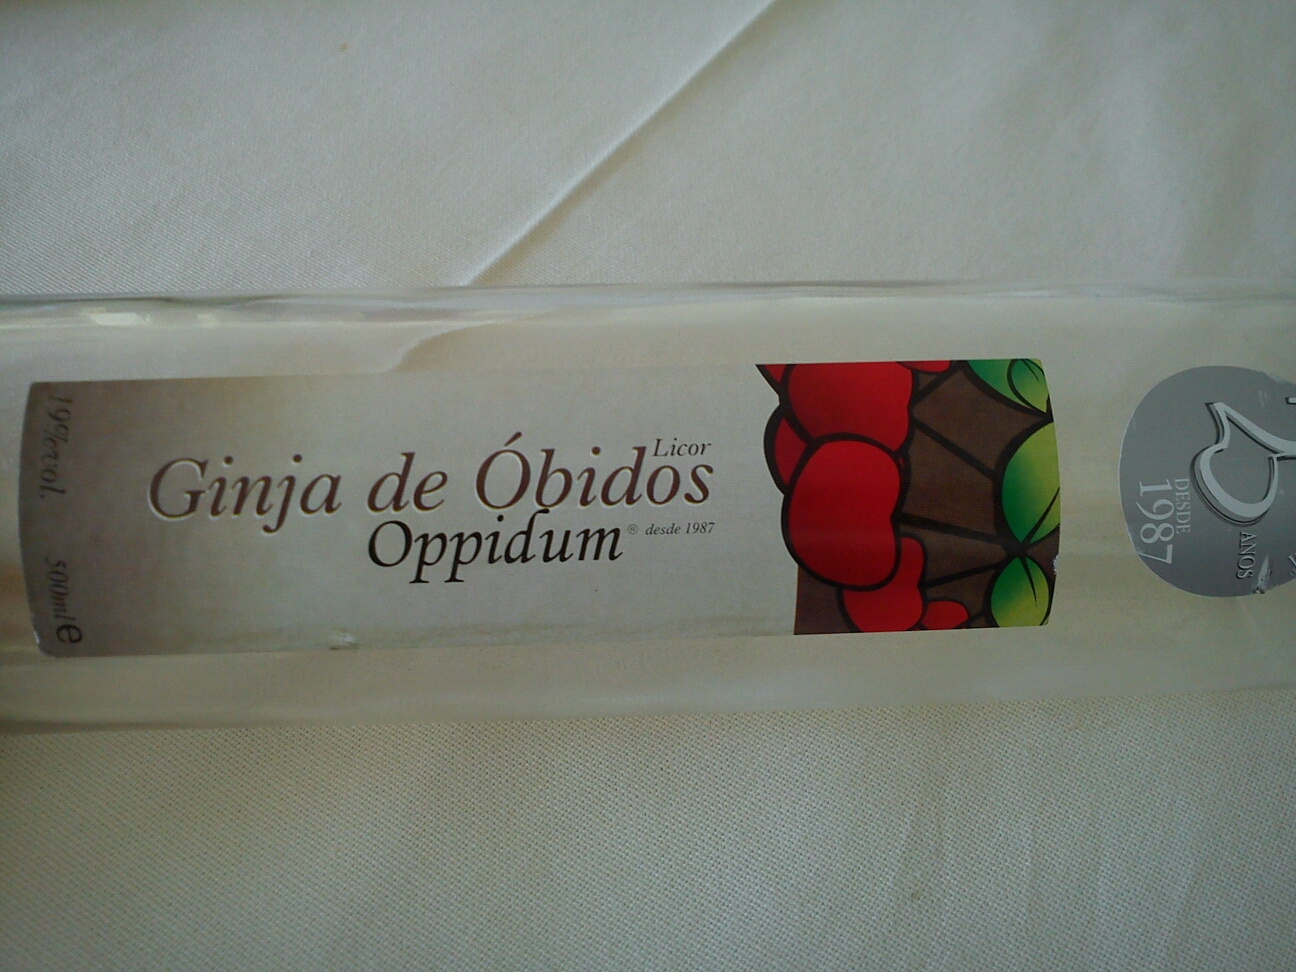 Licor
Ginja de Óbidos
Oppidum® desde 1987
19% vol.
500ml e
DESDE
1987
ANOS